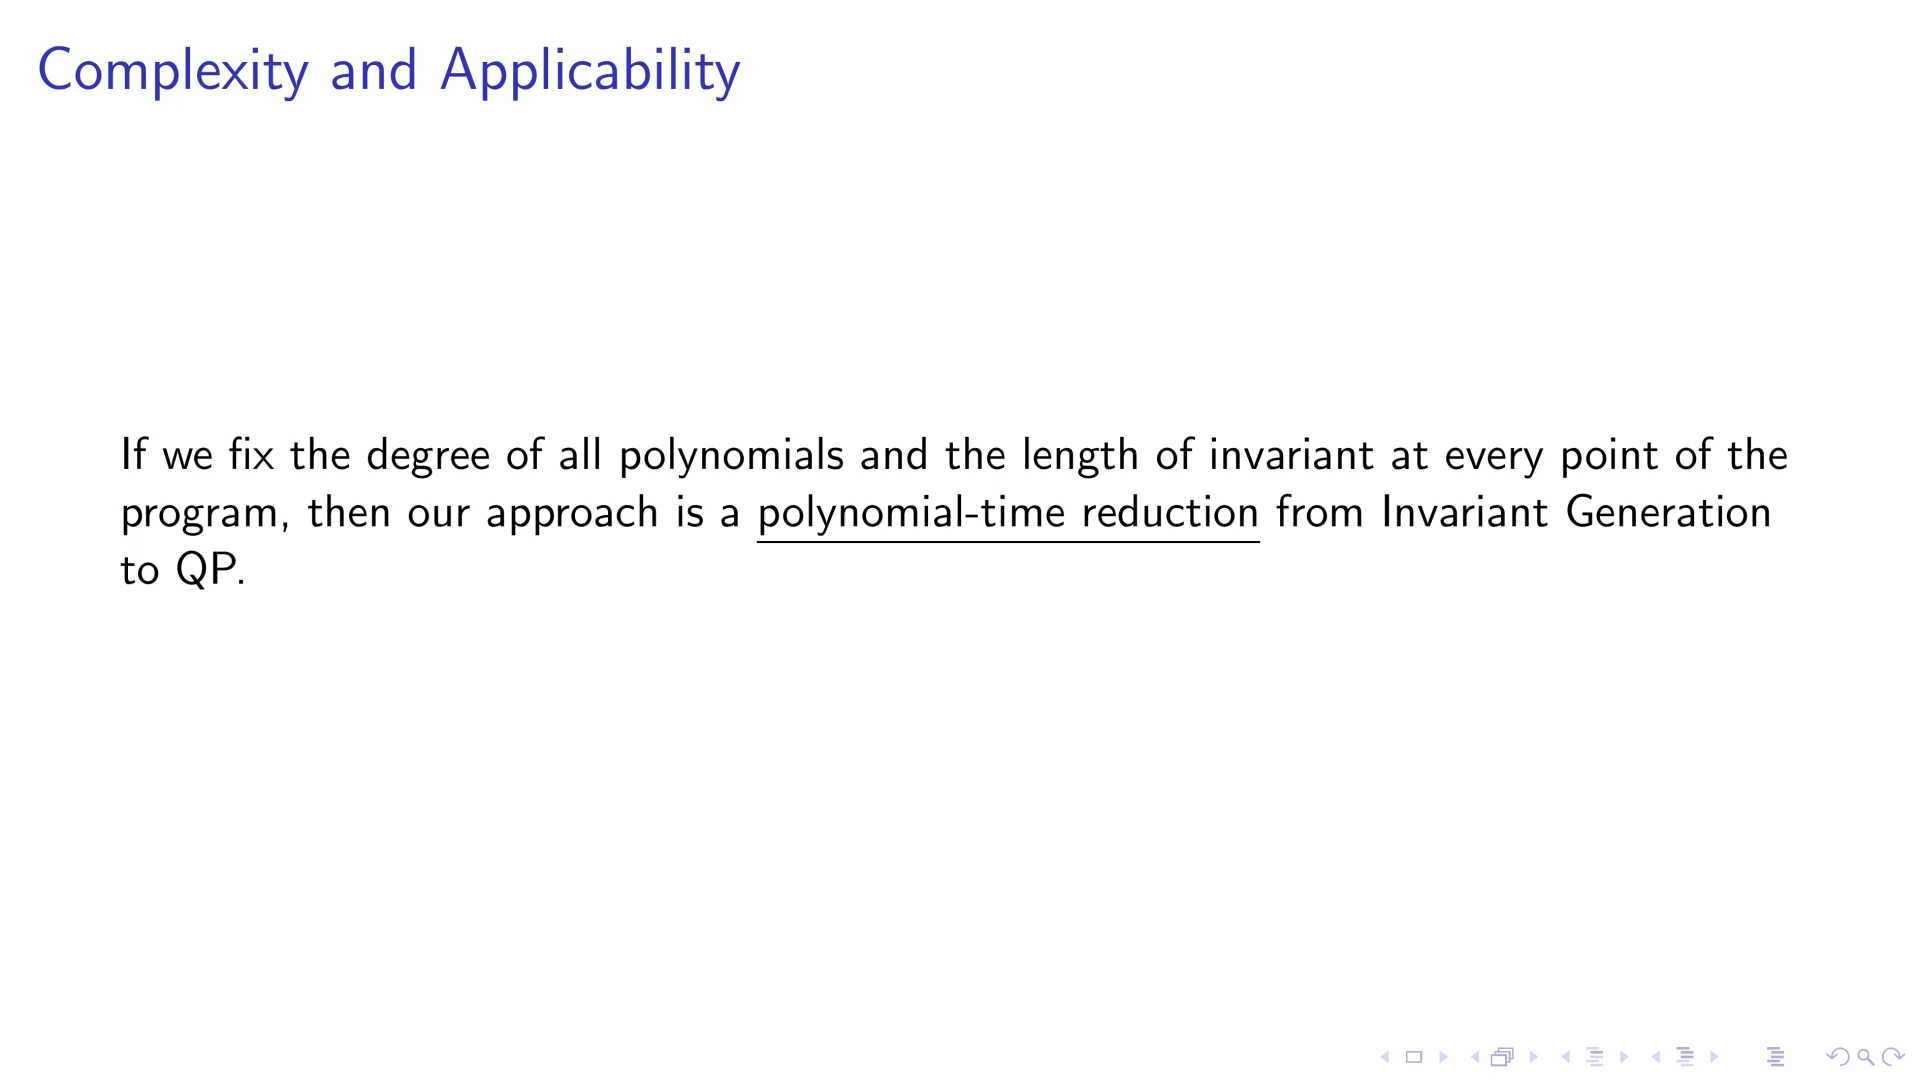 Complexity and Applicability
If we fix the degree of all polynomials and the length of invariant at every point of the
program, then our approach is a polynomial-time reduction from Invariant Generation
to QP.